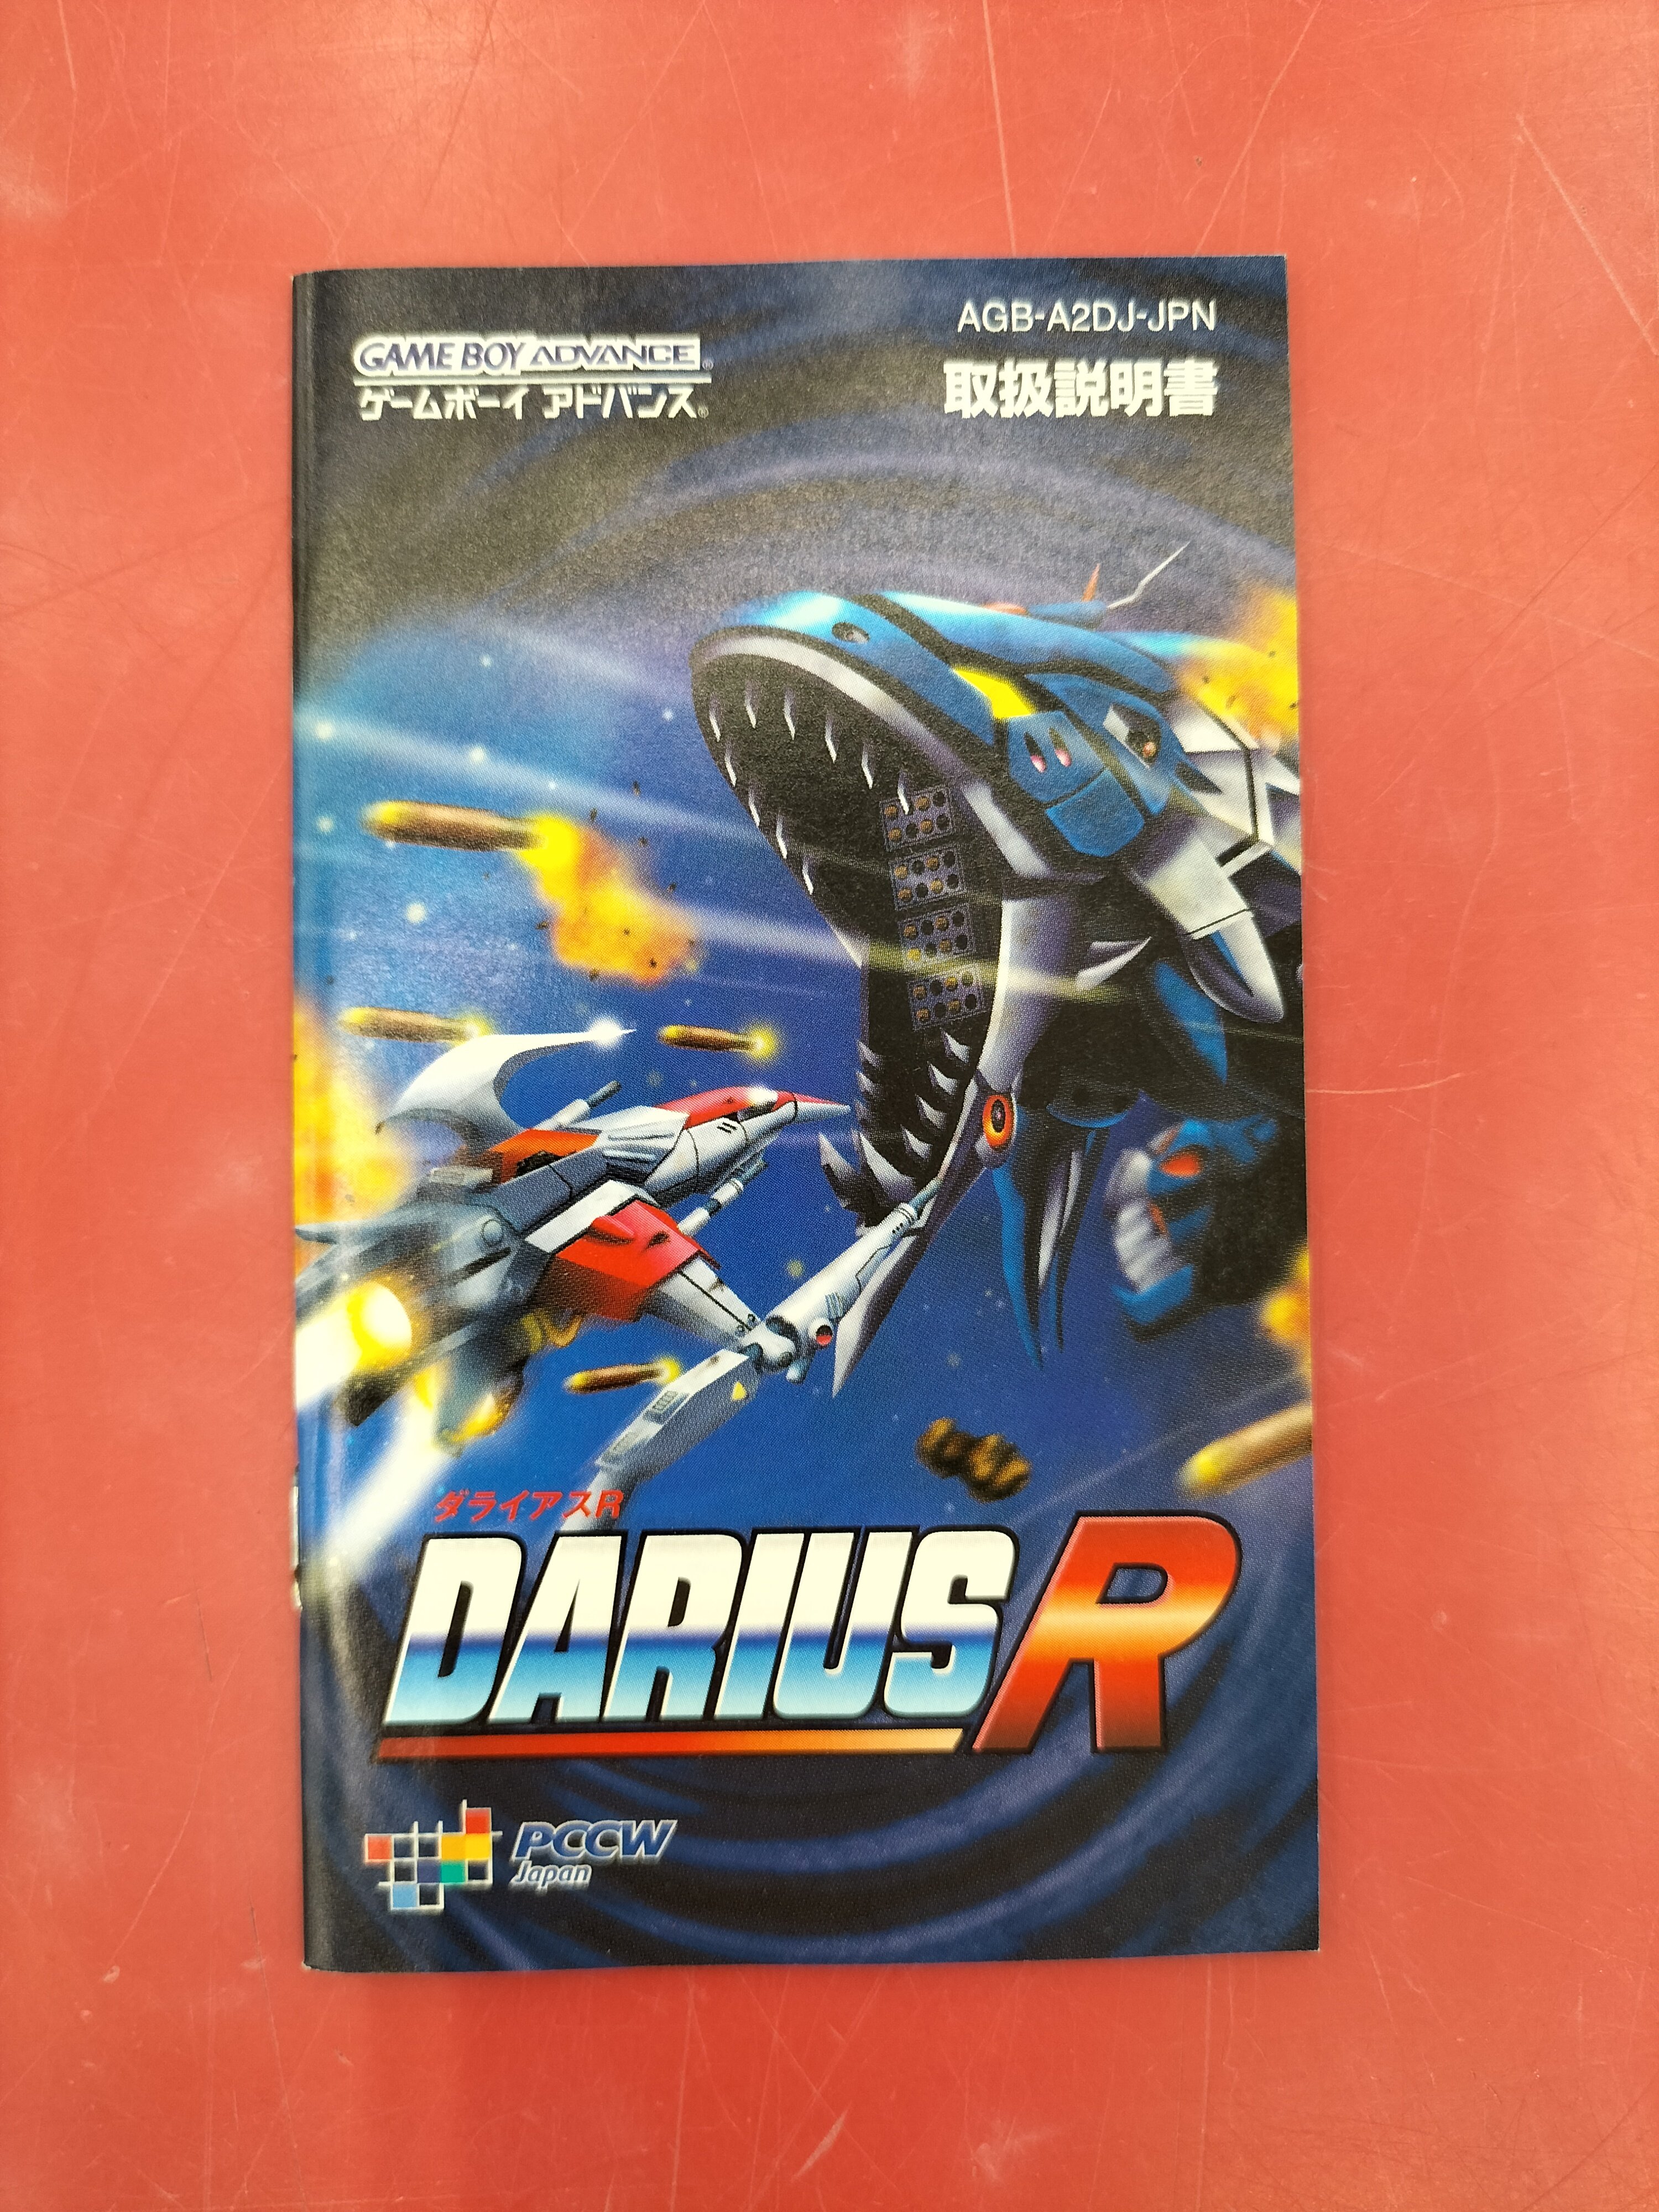 GAME BOY ADVANCE®
ゲームボーイ アドバンス®
AGB-A2DJ-JPN
取扱説明書
ダライアスR
DARIUS R
PCCW
Japan